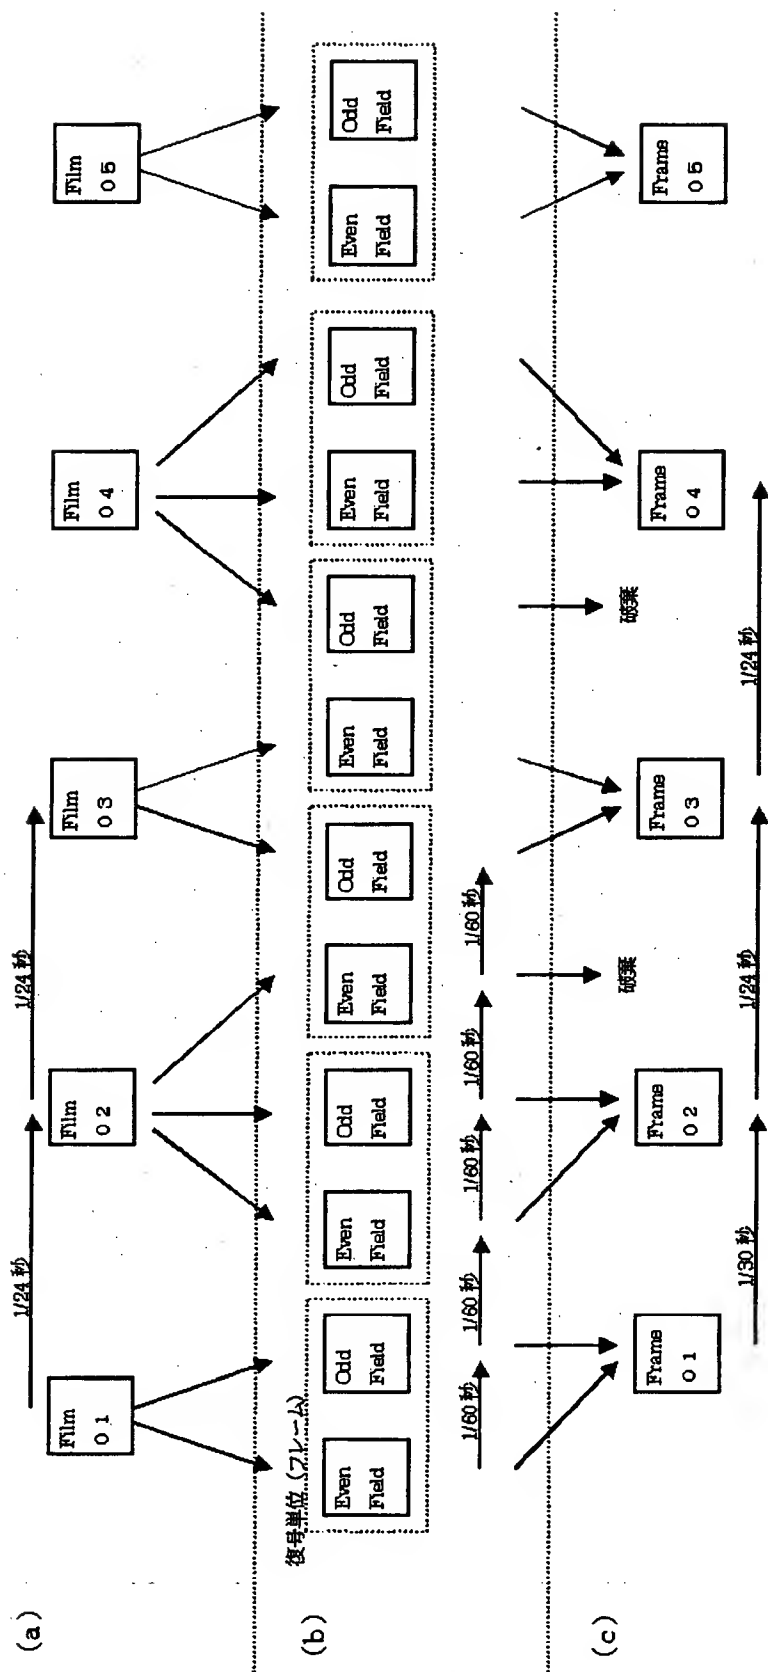 (a)
1/24秒
1/24秒
Film
01
Film
02
Film
03
Film
04
Film
05
(b)
復号単位(フレーム)
Even
Field
Odd
Field
Even
Field
Odd
Field
Even
Field
Odd
Field
Even
Field
Odd
Field
Even
Field
Odd
Field
Even
Field
Odd
Field
1/60秒
1/60秒
1/60秒
1/60秒
1/60秒
(c)
破棄
破棄
Frame
01
Frame
02
Frame
03
Frame
04
Frame
05
1/30秒
1/24秒
1/24秒